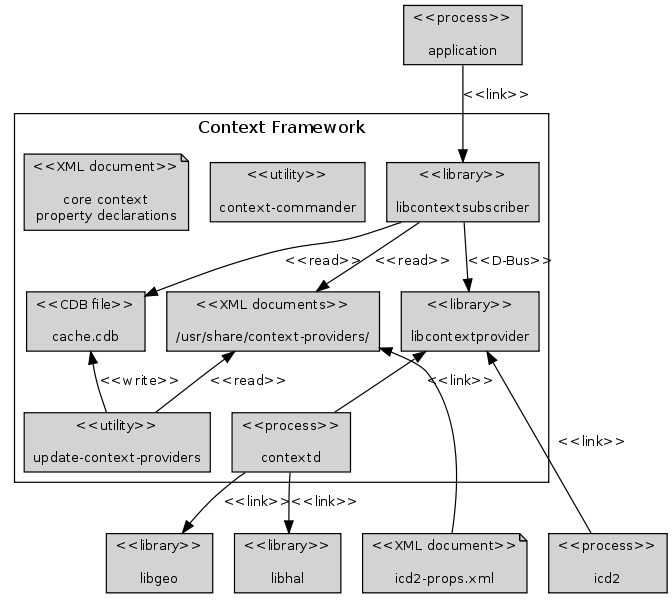 <<process>>
application
<<link>>
Context Framework
<<XML document>>
core context
property declarations
<<utility>>
context-commander
<<library>>
libcontextsubscriber
<<read>>
<<read>>
<<D-Bus>>
<<CDB file>>
cache.cdb
<<XML documents>>
/usr/share/context-providers/
<<library>>
libcontextprovider
<<write>>
<<read>>
<<link>>
<<utility>>
update-context-providers
<<process>>
contextd
<<link>>
<<link>>
<<link>>
<<library>>
libgeo
<<library>>
libhal
<<XML document>>
icd2-props.xml
<<process>>
icd2